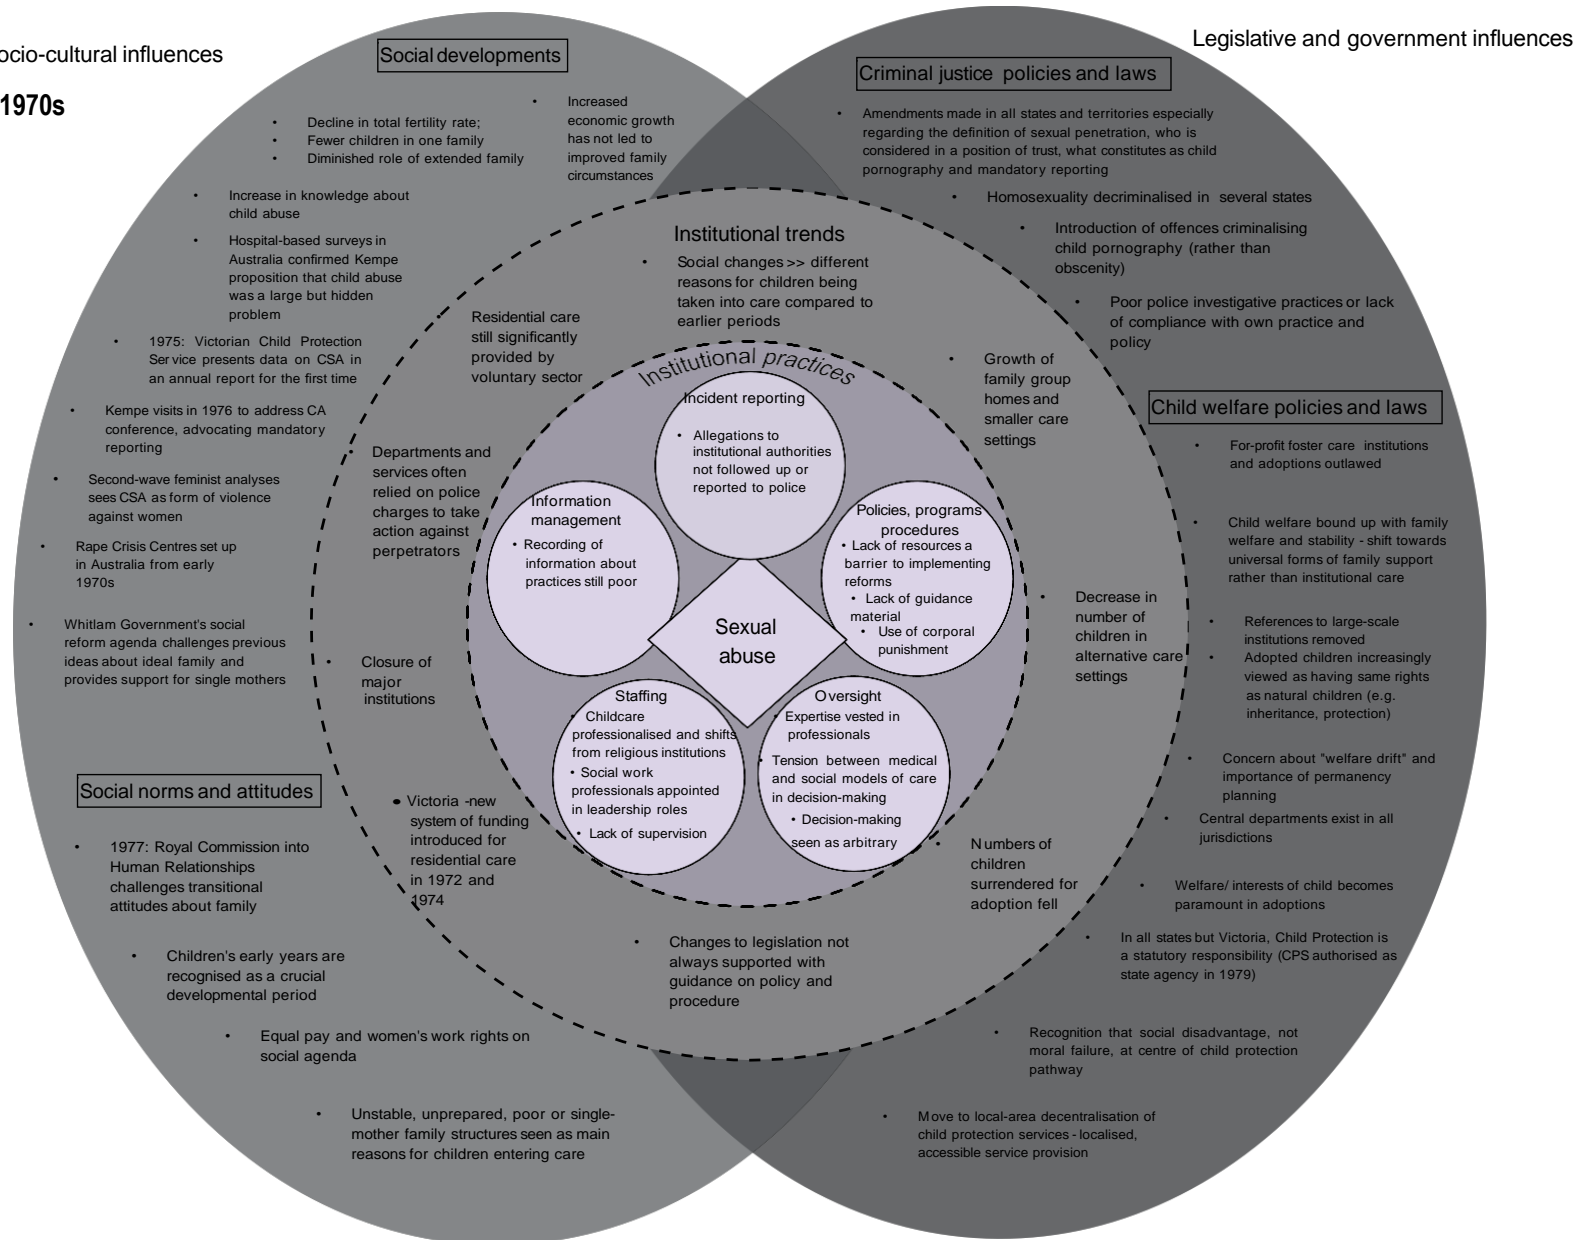 ocio-cultural influences
1970s
Legislative and government influences
Social developments
• Decline in total fertility rate;
• Fewer children in one family
• Diminished role of extended family
• Increased
economic growth
has not led to
improved family
circumstances
• Increase in knowledge about
child abuse
• Hospital-based surveys in
Australia confirmed Kempe
proposition that child abuse
was a large but hidden
problem
• 1975: Victorian Child Protection
Service presents data on CSA in
an annual report for the first time
• Kempe visits in 1976 to address CA
conference, advocating mandatory
reporting
• Second-wave feminist analyses
sees CSA as form of violence
against women
• Rape Crisis Centres set up
in Australia from early
1970s
• Whitlam Government's social
reform agenda challenges previous
ideas about ideal family and
provides support for single mothers
Social norms and attitudes
• 1977: Royal Commission into
Human Relationships
challenges transitional
attitudes about family
• Children's early years are
recognised as a crucial
developmental period
• Equal pay and women's work rights on
social agenda
• Unstable, unprepared, poor or single-
mother family structures seen as main
reasons for children entering care
Institutional trends
• Social changes >> different
reasons for children being
taken into care compared to
earlier periods
• Residential care
still significantly
provided by
voluntary sector
• Departments and
services often
relied on police
charges to take
action against
perpetrators
• Closure of
major
institutions
• Victoria -new
system of funding
introduced for
residential care
in 1972 and
1974
• Changes to legislation not
always supported with
guidance on policy and
procedure
• Growth of
family group
homes and
smaller care
settings
• Decrease in
number of
children in
alternative care
settings
• Numbers of
children
surrendered for
adoption fell
Institutional practices
Incident reporting
• Allegations to
institutional authorities
not followed up or
reported to police
Information
management
• Recording of
information about
practices still poor
Policies, programs
procedures
• Lack of resources a
barrier to implementing
reforms
• Lack of guidance
material
• Use of corporal
punishment
Sexual
abuse
Staffing
• Childcare
professionalised and shifts
from religious institutions
• Social work
professionals appointed
in leadership roles
• Lack of supervision
Oversight
• Expertise vested in
professionals
• Tension between medical
and social models of care
in decision-making
• Decision-making
seen as arbitrary
Criminal justice policies and laws
• Amendments made in all states and territories especially
regarding the definition of sexual penetration, who is
considered in a position of trust, what constitutes as child
pornography and mandatory reporting
• Homosexuality decriminalised in several states
• Introduction of offences criminalising
child pornography (rather than
obscenity)
• Poor police investigative practices or lack
of compliance with own practice and
policy
Child welfare policies and laws
• For-profit foster care institutions
and adoptions outlawed
• Child welfare bound up with family
welfare and stability - shift towards
universal forms of family support
rather than institutional care
• References to large-scale
institutions removed
• Adopted children increasingly
viewed as having same rights
as natural children (e.g.
inheritance, protection)
• Concern about "welfare drift" and
importance of permanency
planning
• Central departments exist in all
jurisdictions
• Welfare/ interests of child becomes
paramount in adoptions
• In all states but Victoria, Child Protection is
a statutory responsibility (CPS authorised as
state agency in 1979)
• Recognition that social disadvantage, not
moral failure, at centre of child protection
pathway
• Move to local-area decentralisation of
child protection services - localised,
accessible service provision